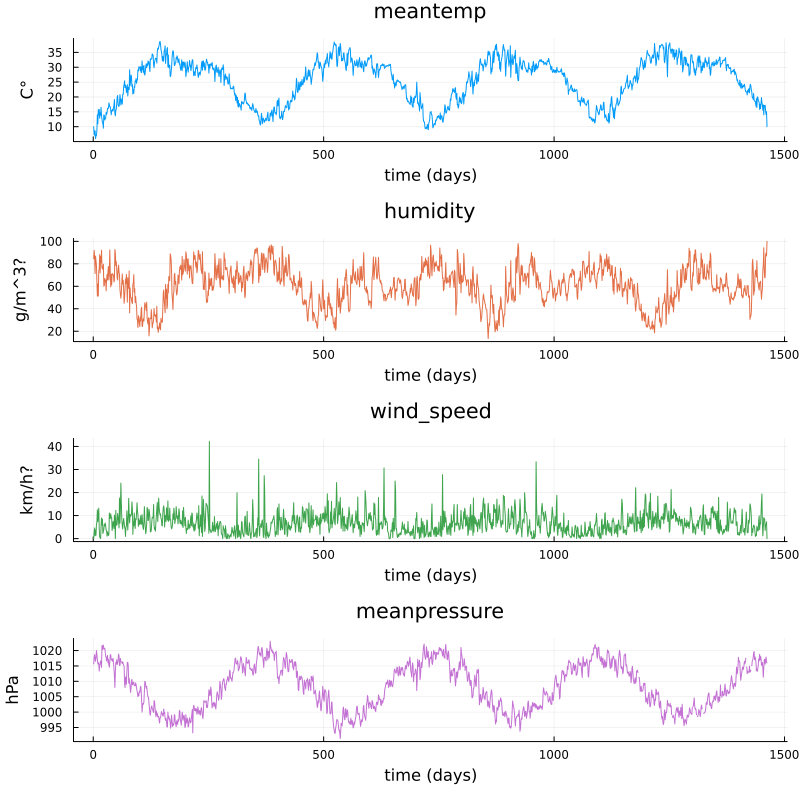 meantemp
35
30
25
20
15
10
C°
0 500 1000 1500
time (days)
humidity
100
80
60
40
20
g/m^3?
0 500 1000 1500
time (days)
wind_speed
40
30
20
10
0
km/h?
0 500 1000 1500
time (days)
meanpressure
1020
1015
1010
1005
1000
995
hPa
0 500 1000 1500
time (days)